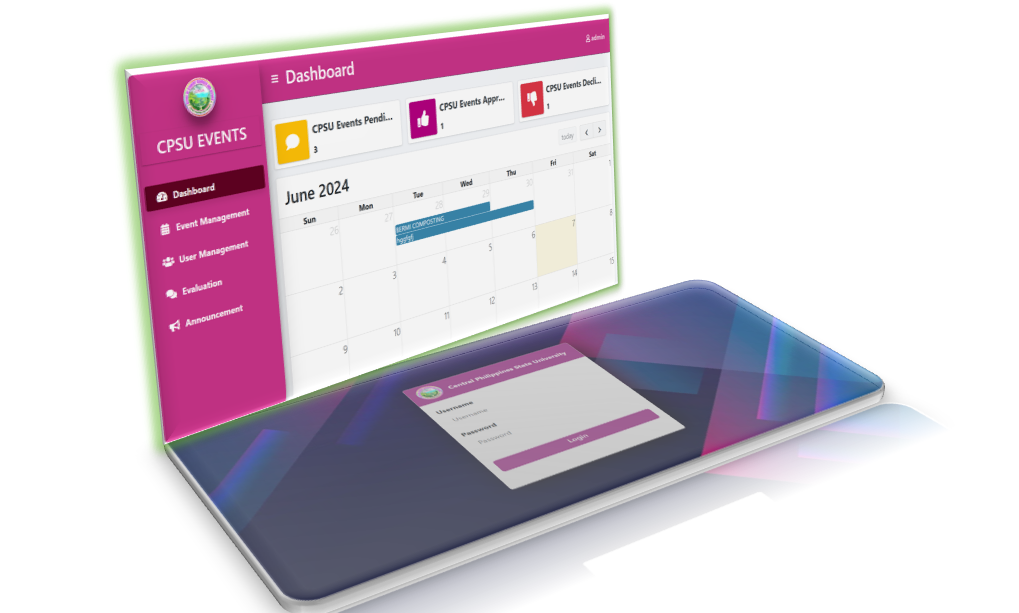 CPSU EVENTS
Dashboard
Event Management
User Management
Evaluation
Announcement
Dashboard
admin
CPSU Events Pendi...
3
CPSU Events Appr...
1
CPSU Events Decli...
1
today
June 2024
Sun Mon Tue Wed Thu Fri Sat
26 27 28 29 30 31 1
BERMI COMPOSTING
2 3 4 5 6 7 8
9 10 11 12 13 14 15
Central Philippines State University
Username
Username
Password
Password
Login